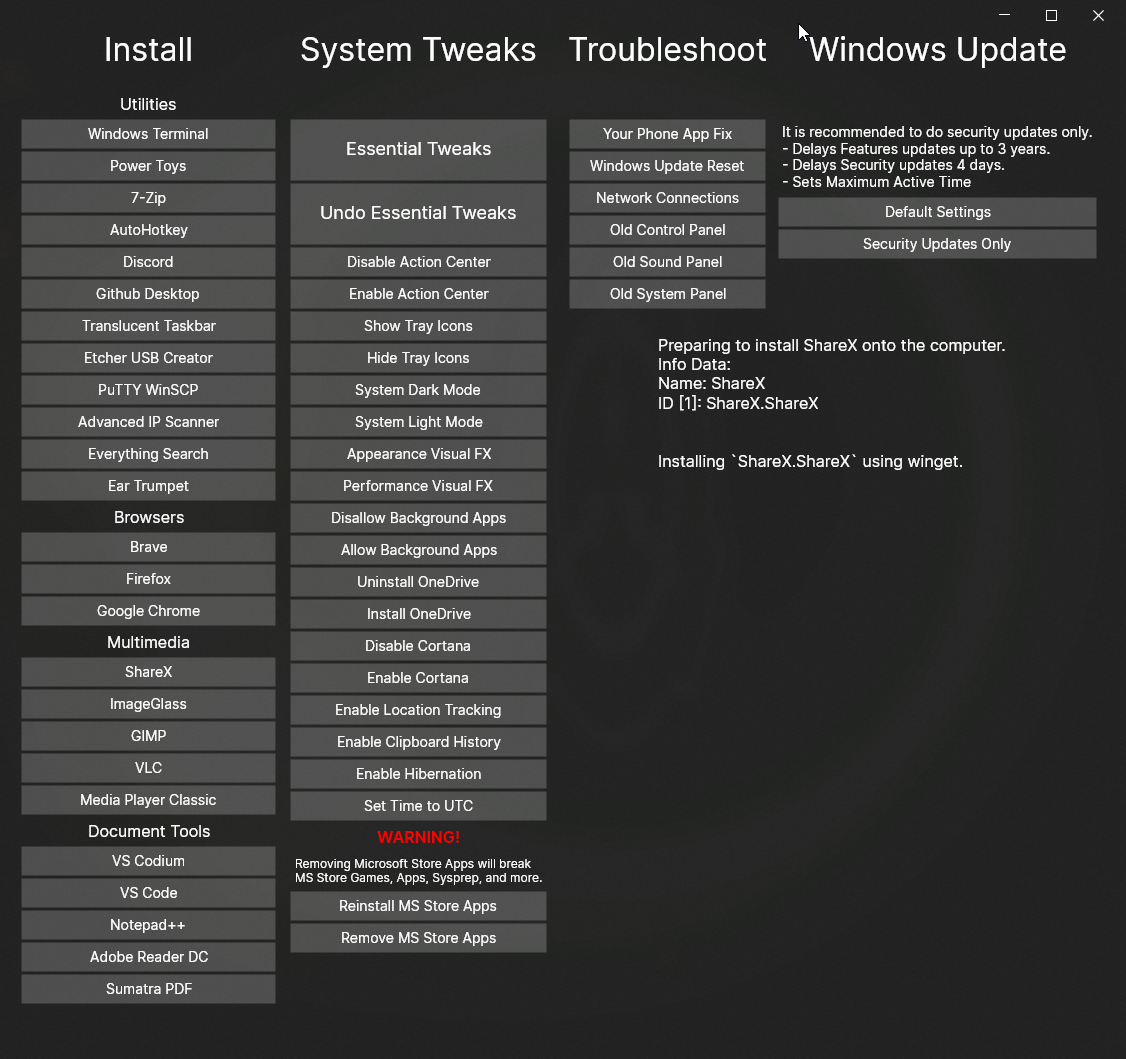 Install
Utilities
Windows Terminal
Power Toys
7-Zip
AutoHotkey
Discord
Github Desktop
Translucent Taskbar
Etcher USB Creator
PuTTY WinSCP
Advanced IP Scanner
Everything Search
Ear Trumpet
Browsers
Brave
Firefox
Google Chrome
Multimedia
ShareX
ImageGlass
GIMP
VLC
Media Player Classic
Document Tools
VS Codium
VS Code
Notepad++
Adobe Reader DC
Sumatra PDF
System Tweaks
Essential Tweaks
Undo Essential Tweaks
Disable Action Center
Enable Action Center
Show Tray Icons
Hide Tray Icons
System Dark Mode
System Light Mode
Appearance Visual FX
Performance Visual FX
Disallow Background Apps
Allow Background Apps
Uninstall OneDrive
Install OneDrive
Disable Cortana
Enable Cortana
Enable Location Tracking
Enable Clipboard History
Enable Hibernation
Set Time to UTC
WARNING!
Removing Microsoft Store Apps will break
MS Store Games, Apps, Sysprep, and more.
Reinstall MS Store Apps
Remove MS Store Apps
Troubleshoot
Your Phone App Fix
Windows Update Reset
Network Connections
Old Control Panel
Old Sound Panel
Old System Panel
Windows Update
It is recommended to do security updates only.
- Delays Features updates up to 3 years.
- Delays Security updates 4 days.
- Sets Maximum Active Time
Default Settings
Security Updates Only
Preparing to install ShareX onto the computer.
Info Data:
Name: ShareX
ID [1]: ShareX.ShareX
Installing `ShareX.ShareX` using winget.